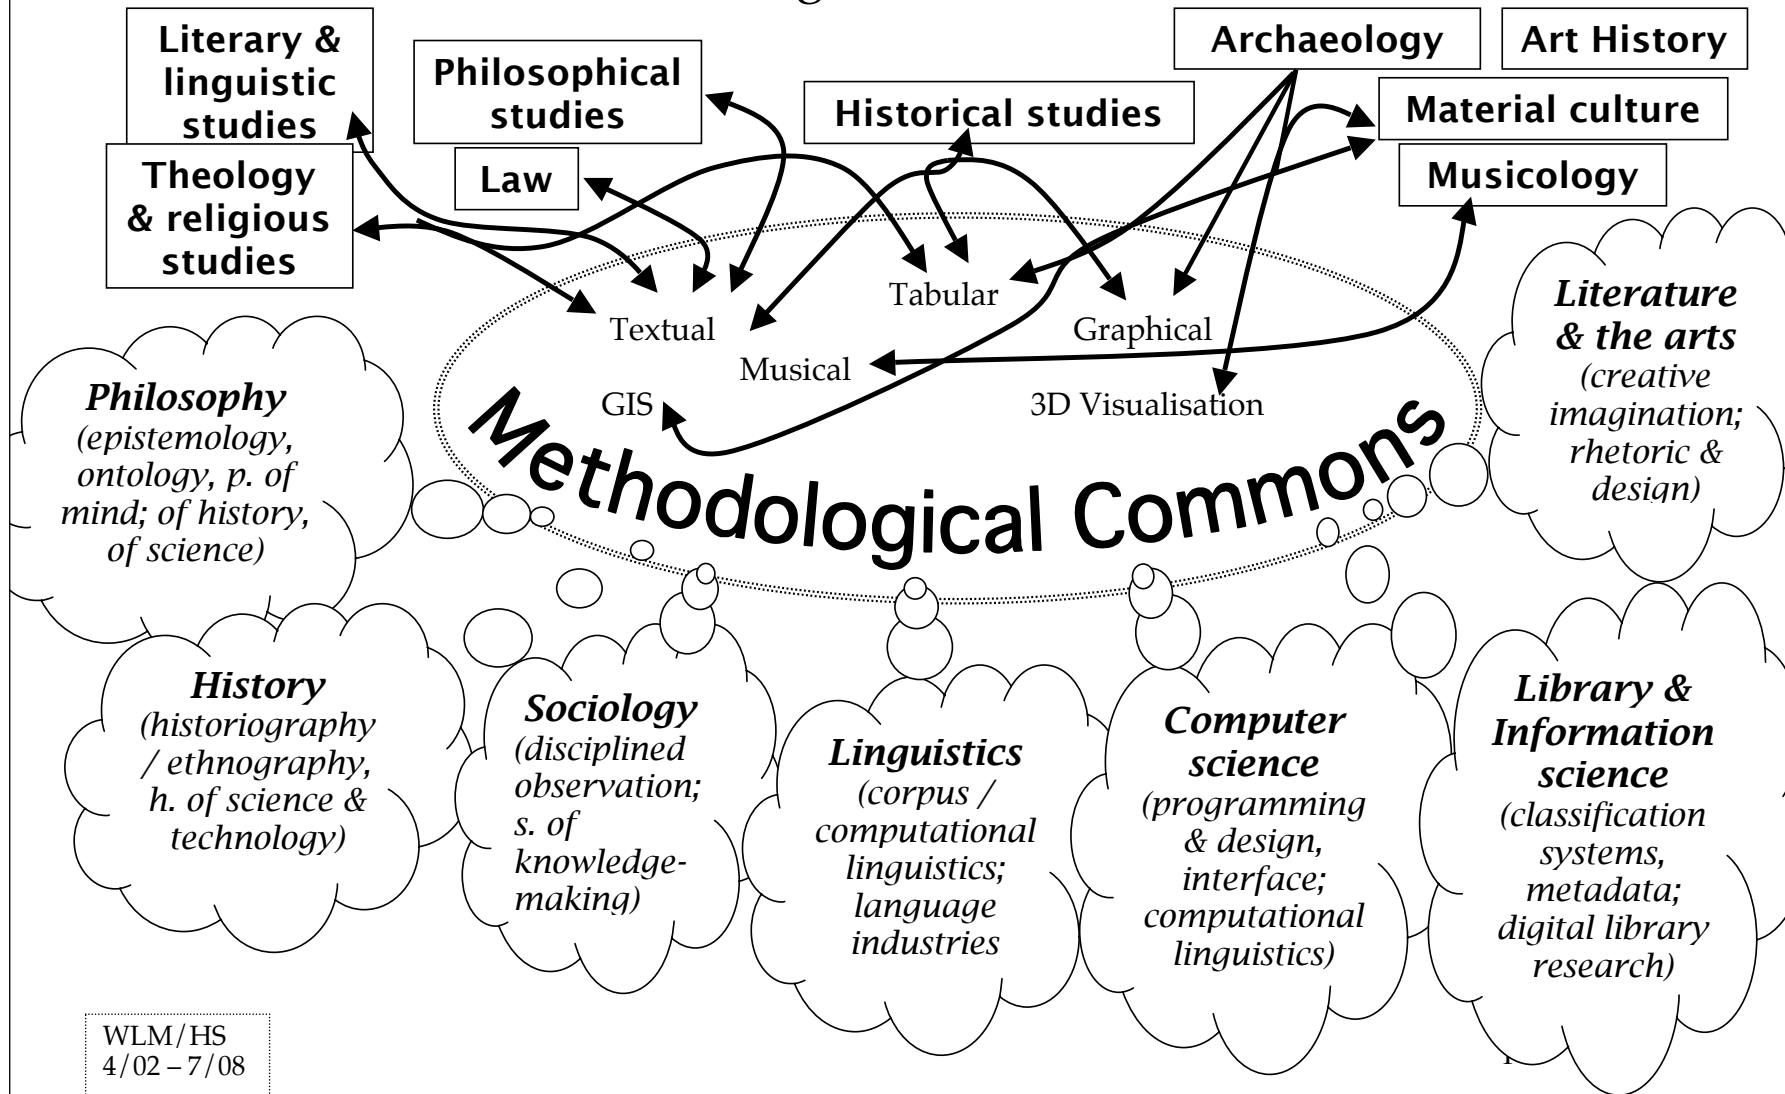 Literary &
linguistic
studies
Theology
& religious
studies
Philosophical
studies
Law
Historical studies
Archaeology
Art History
Material culture
Musicology
Tabular
Textual
Graphical
Musical
GIS
3D Visualisation
Methodological Commons
Philosophy
(epistemology,
ontology, p. of
mind; of history,
of science)
Literature
& the arts
(creative
imagination;
rhetoric &
design)
History
(historiography
/ ethnography,
h. of science &
technology)
Sociology
(disciplined
observation;
s. of
knowledge-
making)
Linguistics
(corpus /
computational
linguistics;
language
industries
Computer
science
(programming
& design,
interface;
computational
linguistics)
Library &
Information
science
(classification
systems,
metadata;
digital library
research)
WLM/HS
4/02 – 7/08